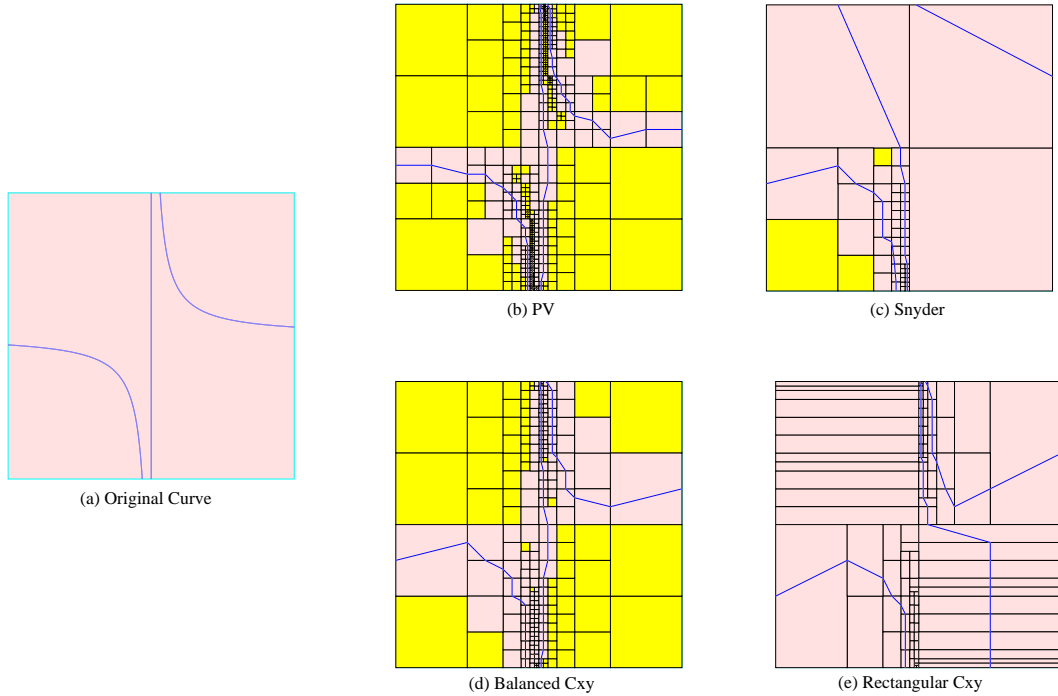 (a) Original Curve
(b) PV
(c) Snyder
(d) Balanced Cxy
(e) Rectangular Cxy